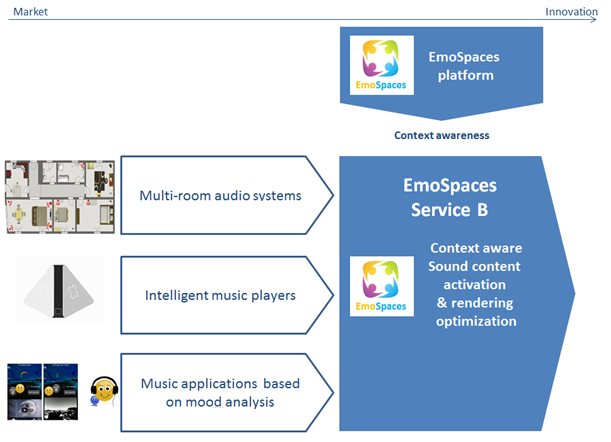 Market
Innovation
EmoSpaces
EmoSpaces
platform
Context awareness
Multi-room audio systems
EmoSpaces
Service B
Intelligent music players
EmoSpaces
Context aware
Sound content
activation
& rendering
optimization
Music applications based
on mood analysis